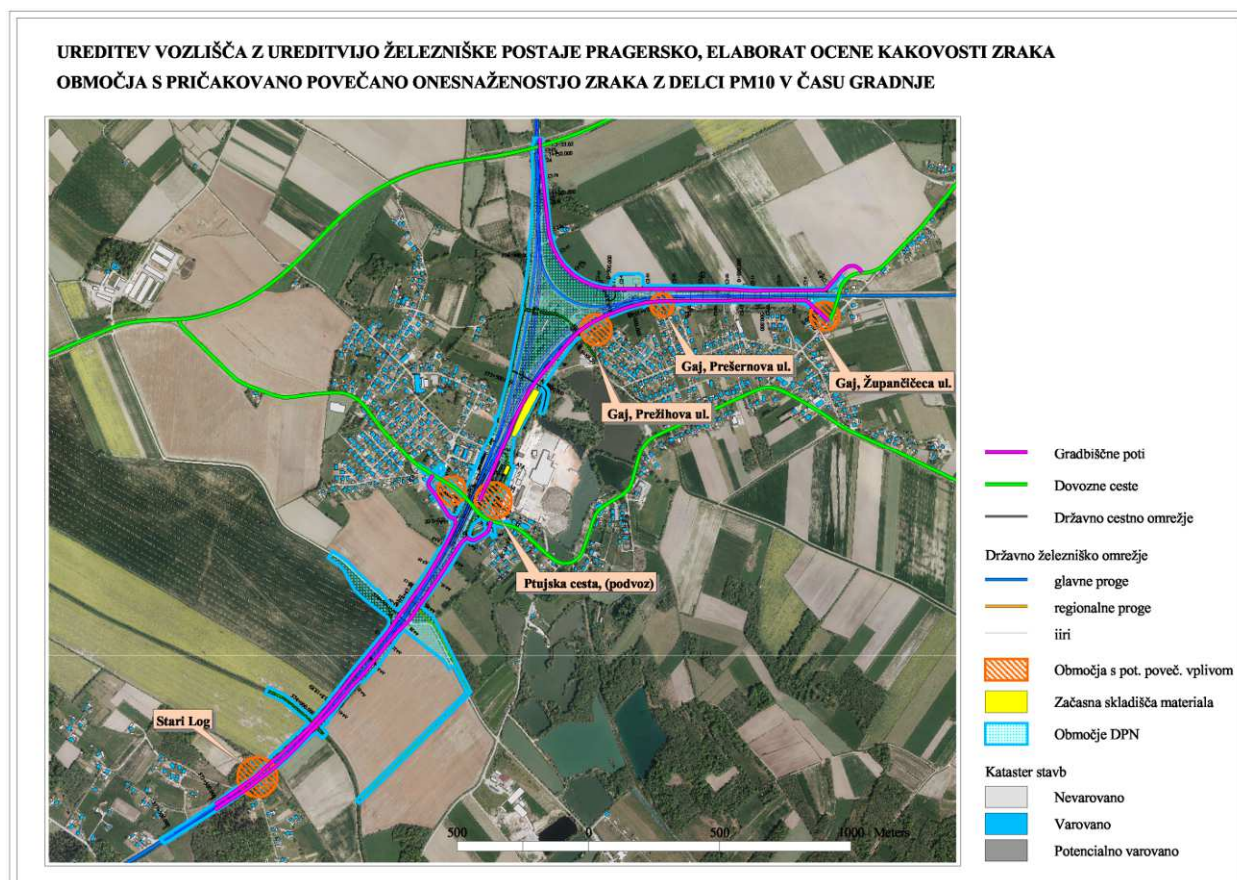 UREDITEV VOZLIŠČA Z UREDITVIJO ŽELEZNIŠKE POSTAJE PRAGERSKO, ELABORAT OCENE KAKOVOSTI ZRAKA
OBMOČJA S PRIČAKOVANO POVEČANO ONESNAŽENOSTJO ZRAKA Z DELCI PM10 V ČASU GRADNJE
Gaj, Prešernova ul.
Gaj, Župančičeca ul.
Gaj, Prežihova ul.
Ptujska cesta, (podvoz)
Stari Log
500 0 500 1000 Meters
Gradbiščne poti
Dovozne ceste
Državno cestno omrežje
Državno železniško omrežje
glavne proge
regionalne proge
iiri
Območja s pot. poveč. vplivom
Začasna skladišča materiala
Območje DPN
Kataster stavb
Nevarovano
Varovano
Potencialno varovano